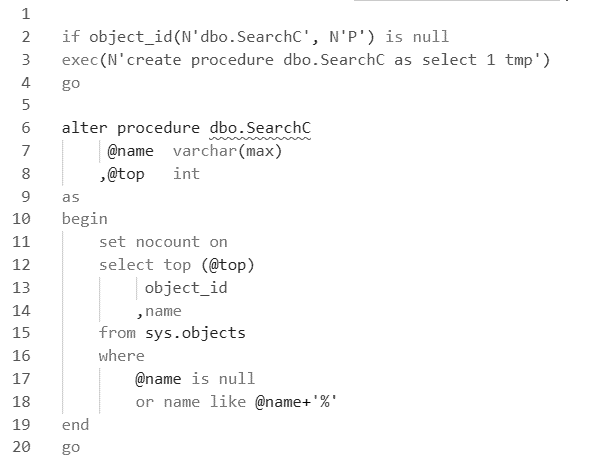 1
2 if object_id(N'dbo.SearchC', N'P') is null
3 exec(N'create procedure dbo.SearchC as select 1 tmp')
4 go
5
6 alter procedure dbo.SearchC
7 @name varchar(max)
8 ,@top int
9 as
10 begin
11 set nocount on
12 select top (@top)
13 object_id
14 ,name
15 from sys.objects
16 where
17 @name is null
18 or name like @name+'%'
19 end
20 go